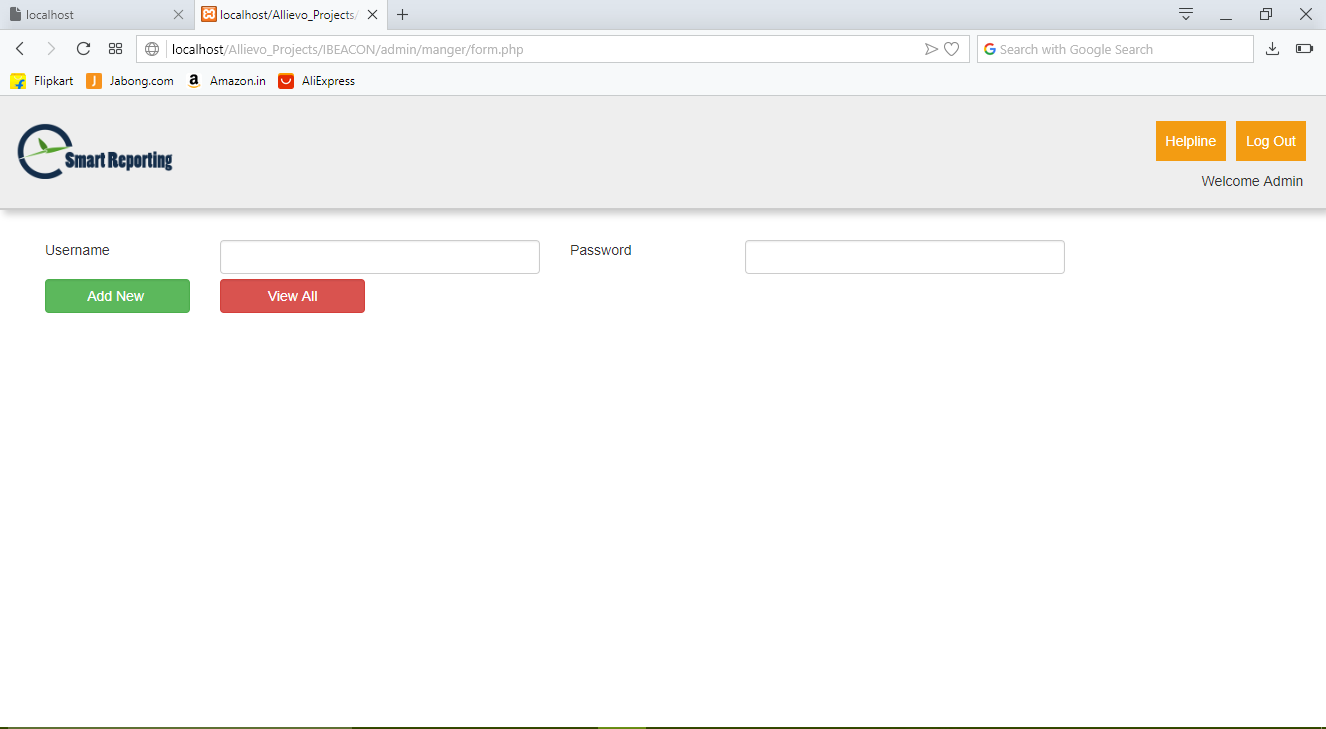 localhost
localhost/Allievo_Projects/
localhost/Allievo_Projects/IBEACON/admin/manger/form.php
Search with Google Search
Flipkart
Jabong.com
Amazon.in
AliExpress
Smart Reporting
Helpline
Log Out
Welcome Admin
Username
Password
Add New
View All